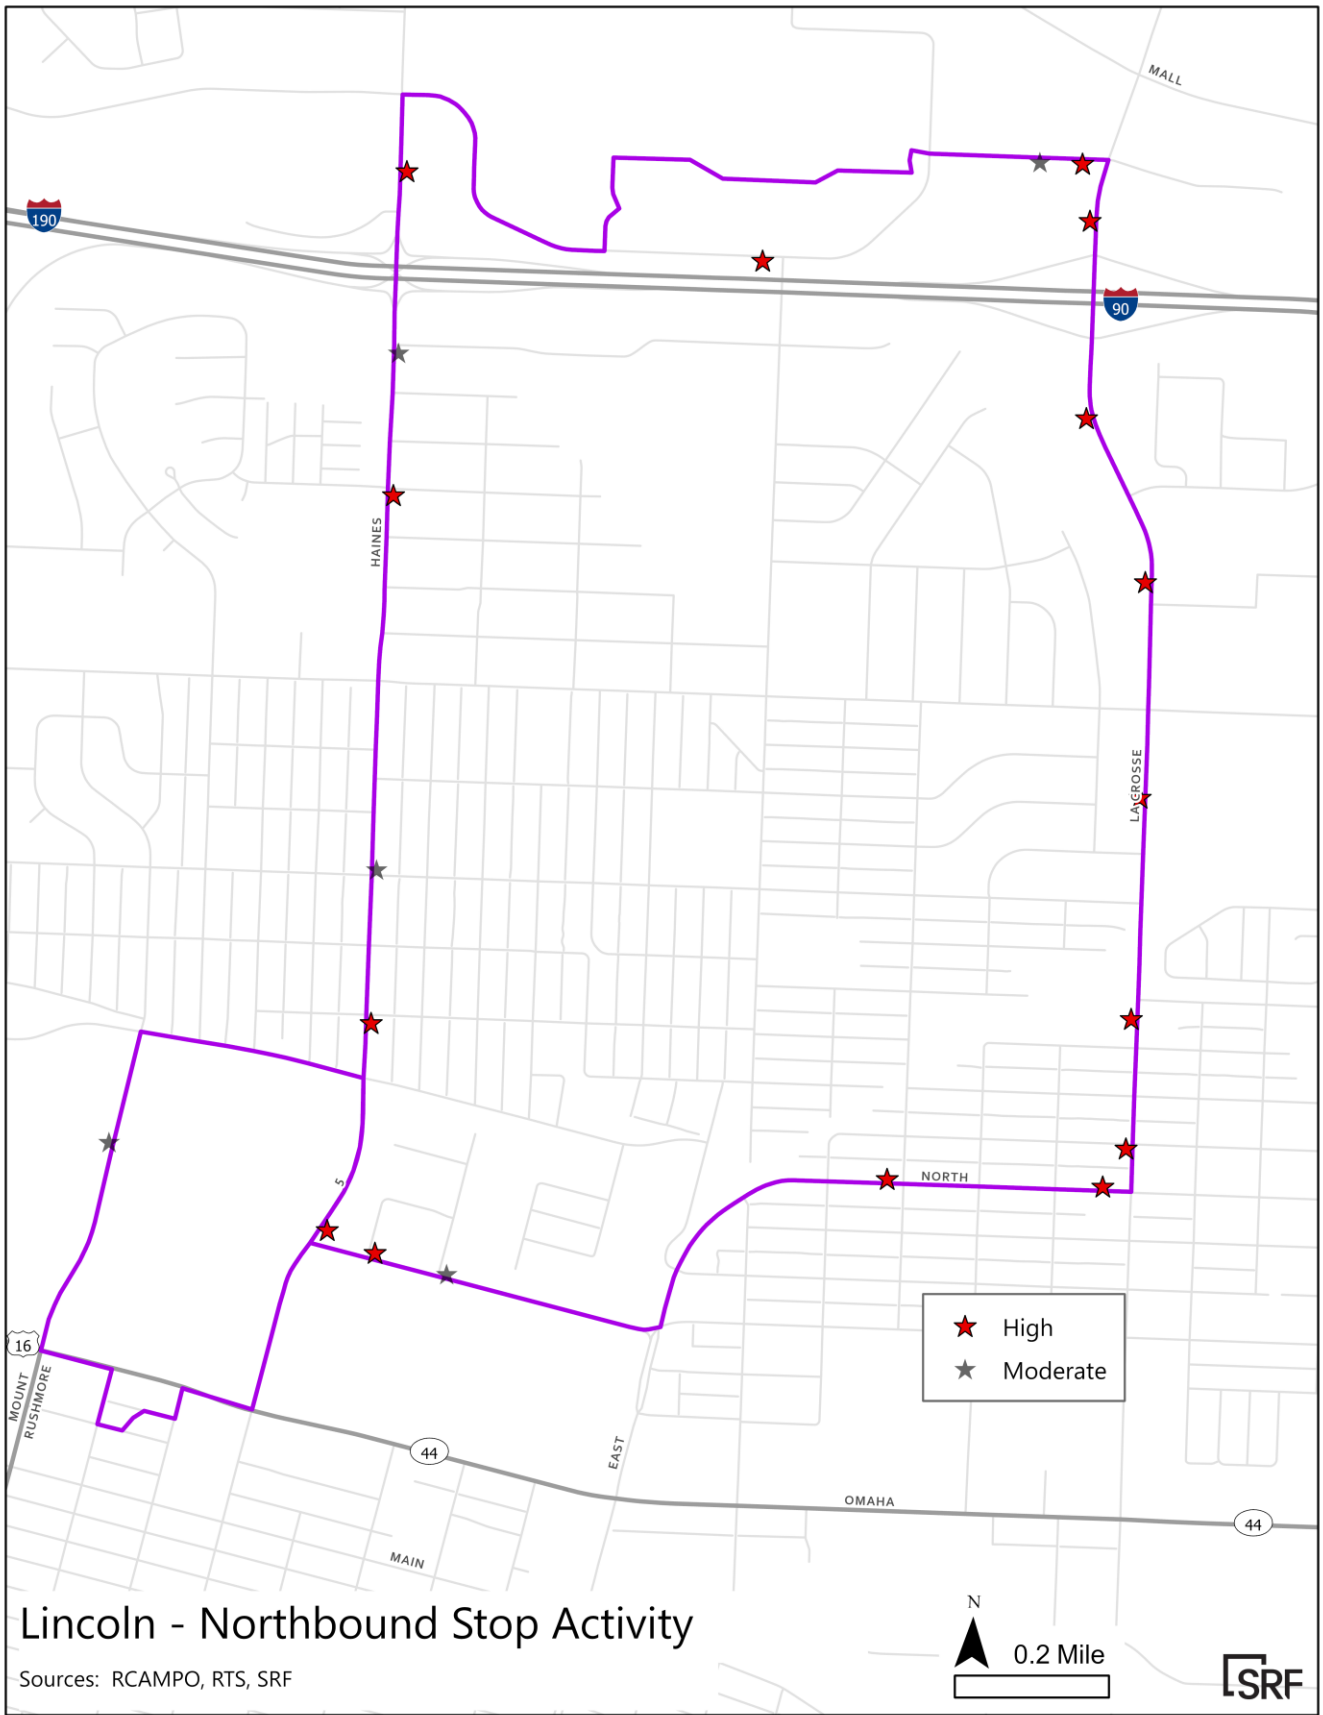 MALL
190
90
HAINES
LACROSSE
5
NORTH
High
Moderate
16
MOUNT
RUSHMORE
44
EAST
OMAHA
44
MAIN
Lincoln - Northbound Stop Activity
Sources: RCAMPO, RTS, SRF
N
0.2 Mile
SRF